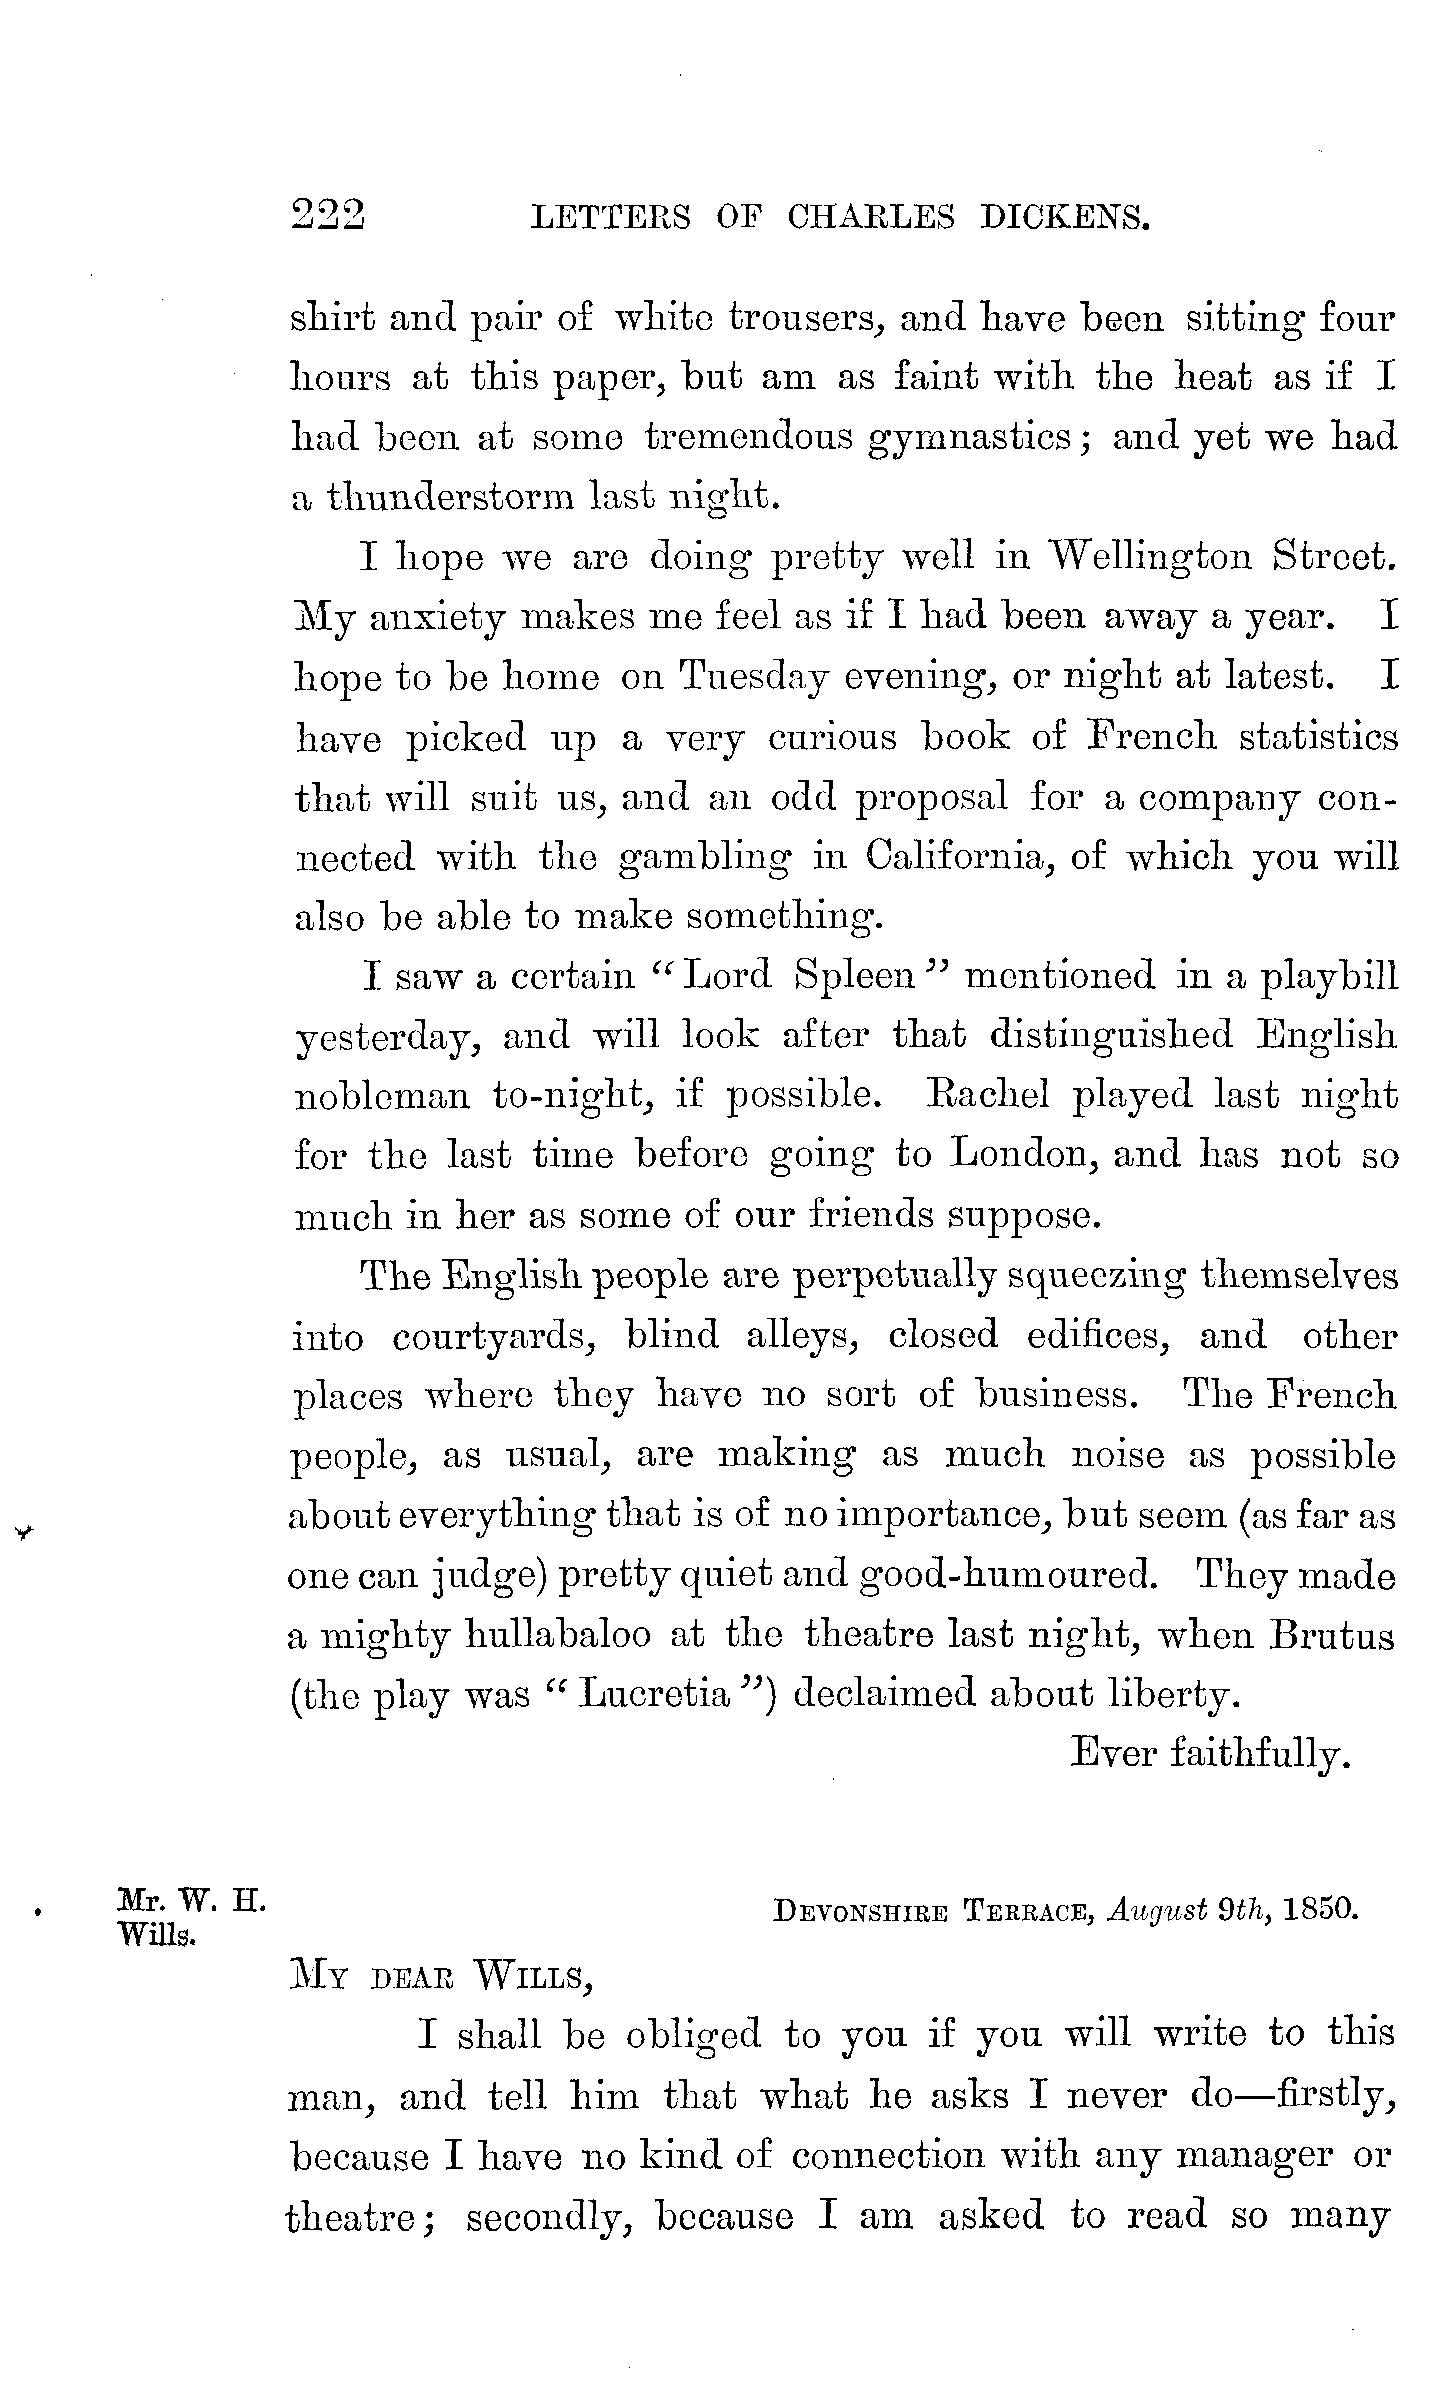 222 LETTERS OF CHARLES DICKENS.
shirt and pair of white trousers, and have been sitting four
hours at this paper, but am as faint with the heat as if I
had been at some tremendous gymnastics; and yet we had
a thunderstorm last night.
I hope we are doing pretty well in Wellington Street.
My anxiety makes me feel as if I had been away a year. I
hope to be home on Tuesday evening, or night at latest. I
have picked up a very curious book of French statistics
that will suit us, and an odd proposal for a company con-
nected with the gambling in California, of which you will
also be able to make something.
I saw a certain “Lord Spleen” mentioned in a playbill
yesterday, and will look after that distinguished English
nobleman to-night, if possible. Rachel played last night
for the last time before going to London, and has not so
much in her as some of our friends suppose.
The English people are perpetually squeezing themselves
into courtyards, blind alleys, closed edifices, and other
places where they have no sort of business. The French
people, as usual, are making as much noise as possible
about everything that is of no importance, but seem (as far as
one can judge) pretty quiet and good-humoured. They made
a mighty hullabaloo at the theatre last night, when Brutus
(the play was “Lucretia”) declaimed about liberty.
Ever faithfully.
Mr. W. H.
Wills.
DEVONSHIRE TERRACE, August 9th, 1850.
MY DEAR WILLS,
I shall be obliged to you if you will write to this
man, and tell him that what he asks I never do—firstly,
because I have no kind of connection with any manager or
theatre; secondly, because I am asked to read so many